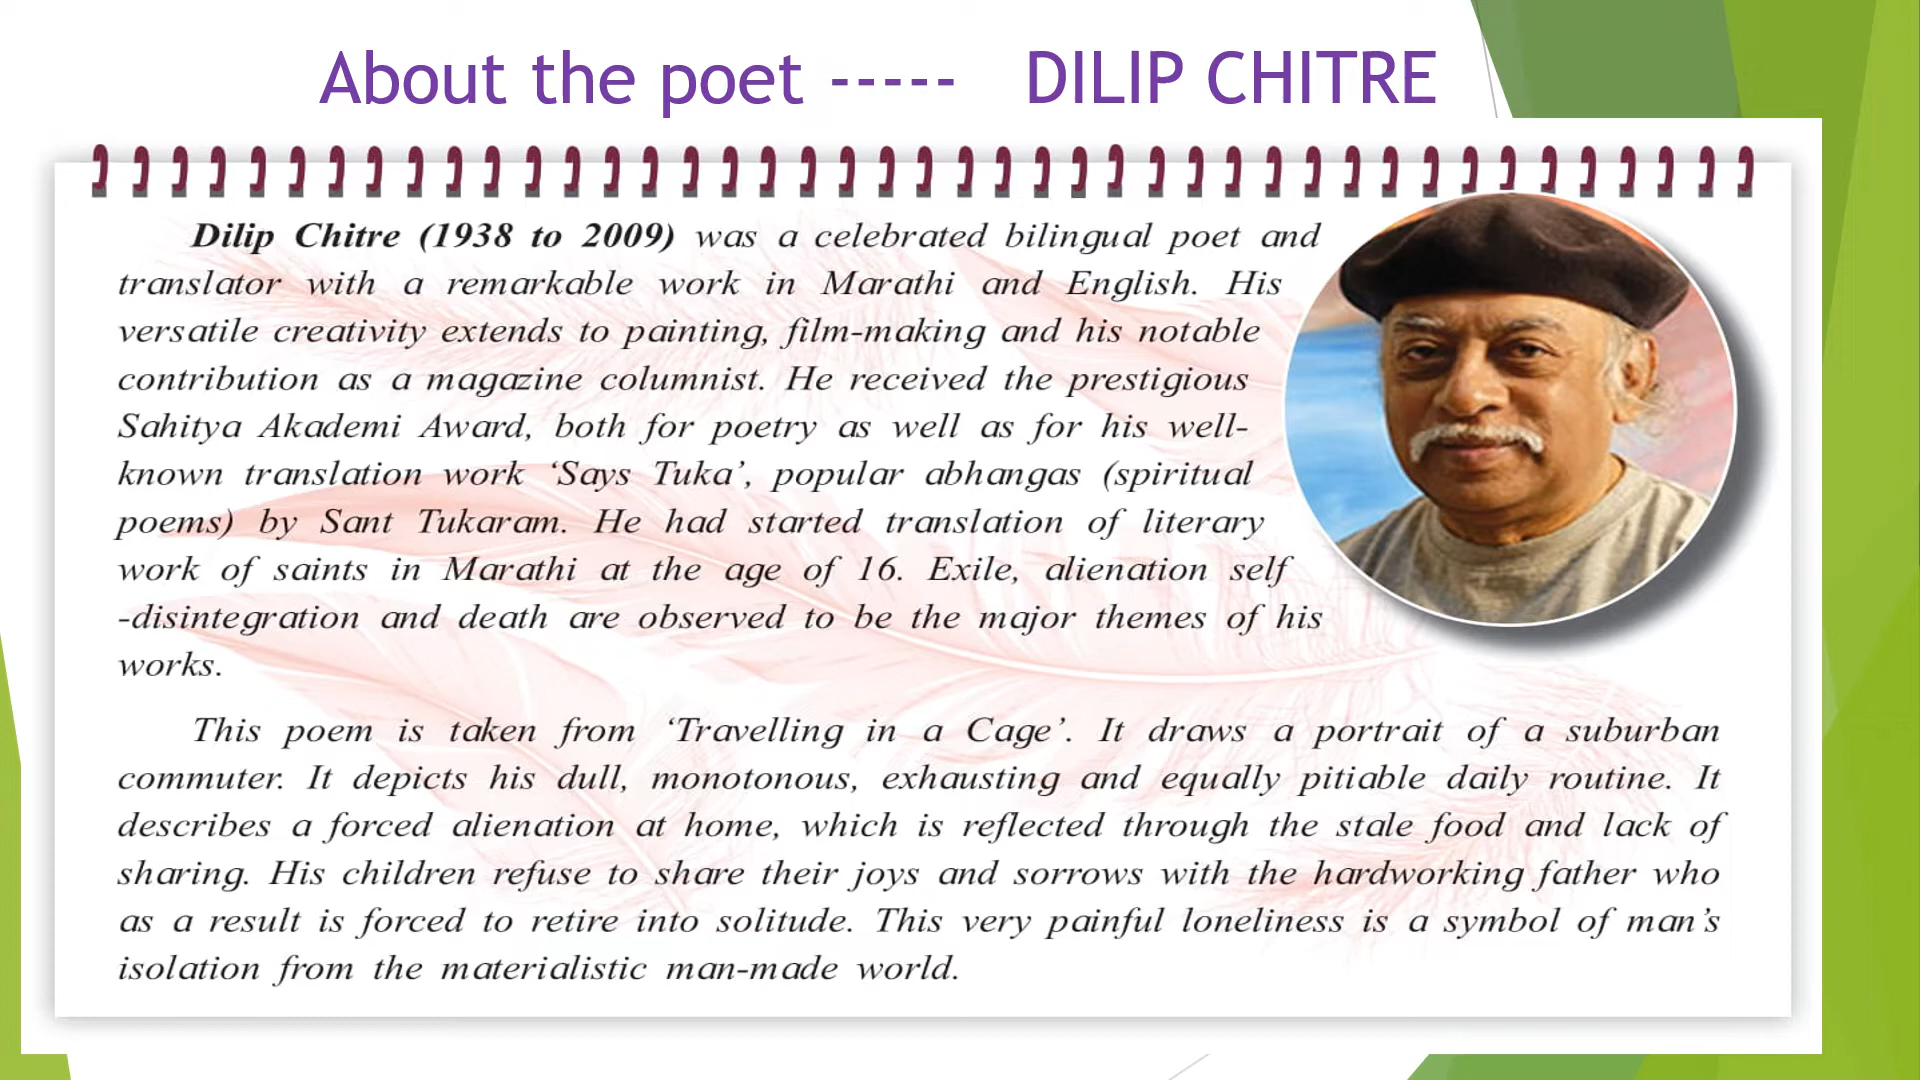 About the poet ----- DILIP CHITRE
Dilip Chitre (1938 to 2009) was a celebrated bilingual poet and
translator with a remarkable work in Marathi and English. His
versatile creativity extends to painting, film-making and his notable
contribution as a magazine columnist. He received the prestigious
Sahitya Akademi Award, both for poetry as well as for his well-
known translation work ‘Says Tuka’, popular abhangas (spiritual
poems) by Sant Tukaram. He had started translation of literary
work of saints in Marathi at the age of 16. Exile, alienation self
-disintegration and death are observed to be the major themes of his
works.
This poem is taken from ‘Travelling in a Cage’. It draws a portrait of a suburban
commuter. It depicts his dull, monotonous, exhausting and equally pitiable daily routine. It
describes a forced alienation at home, which is reflected through the stale food and lack of
sharing. His children refuse to share their joys and sorrows with the hardworking father who
as a result is forced to retire into solitude. This very painful loneliness is a symbol of man’s
isolation from the materialistic man-made world.